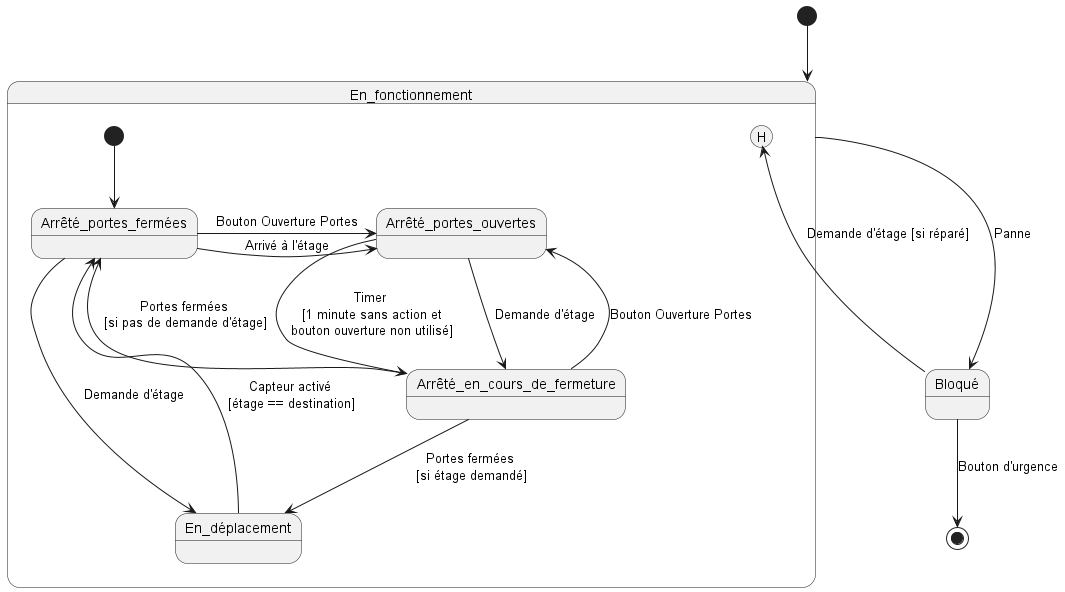 En_fonctionnement
H
Arrêté_portes_fermées
Bouton Ouverture Portes
Arrivé à l'étage
Arrêté_portes_ouvertes
Demande d'étage [si réparé]
Panne
Portes fermées
[si pas de demande d'étage]
Timer
[1 minute sans action et
bouton ouverture non utilisé]
Demande d'étage
Bouton Ouverture Portes
Demande d'étage
Capteur activé
[étage == destination]
Arrêté_en_cours_de_fermeture
Bloqué
Portes fermées
[si étage demandé]
Bouton d'urgence
En_déplacement